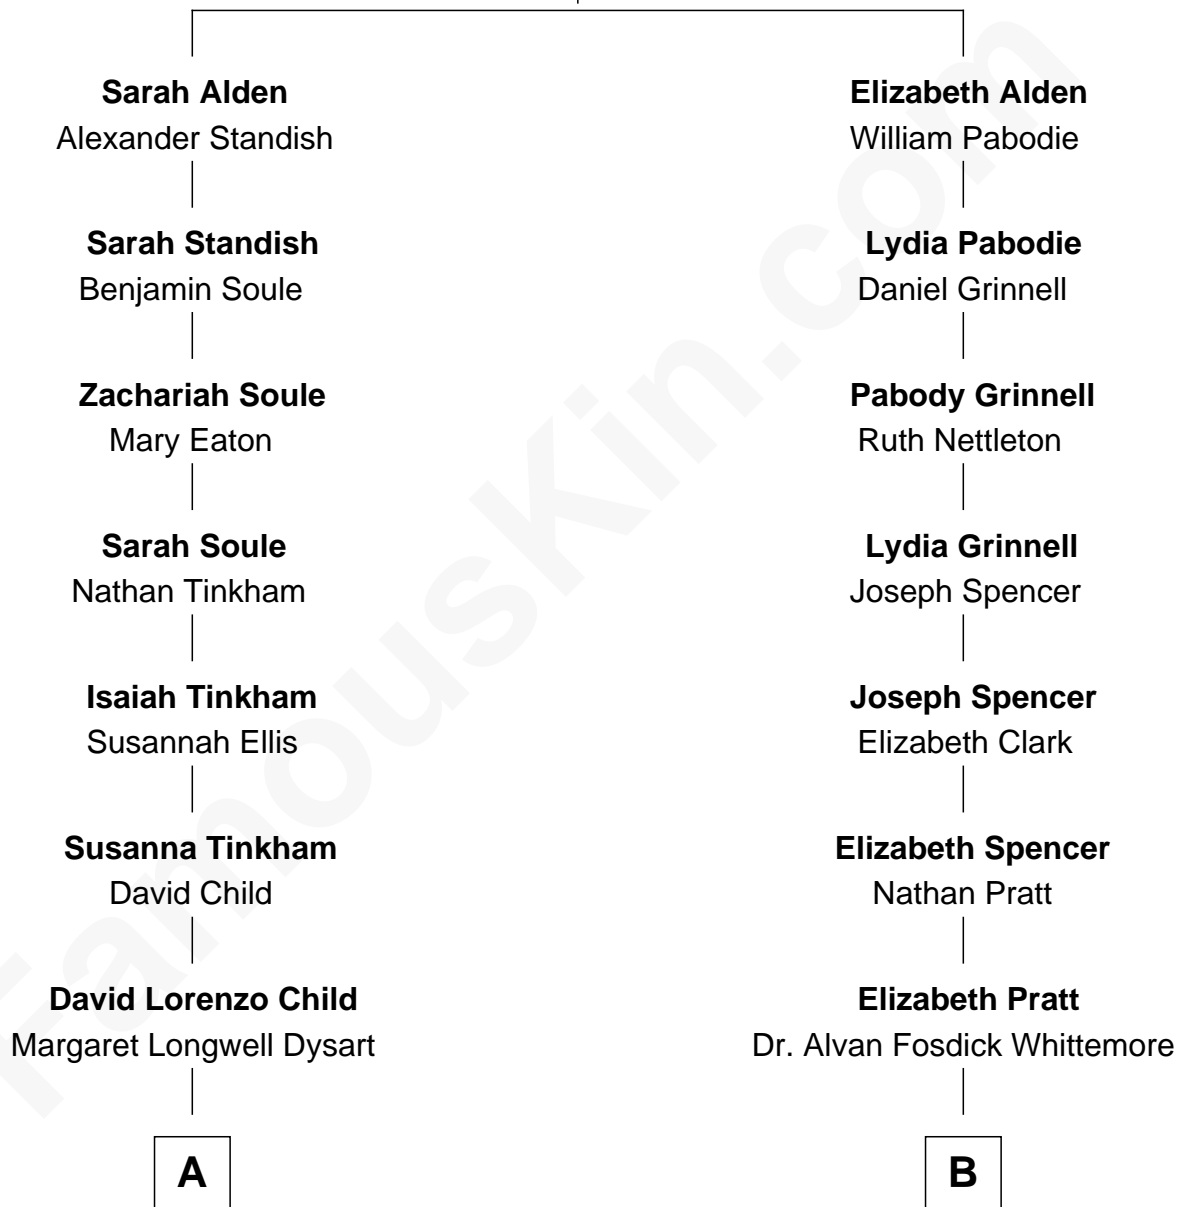 Sarah Alden
Alexander Standish
Sarah Standish
Benjamin Soule
Zachariah Soule
Mary Eaton
Sarah Soule
Nathan Tinkham
Isaiah Tinkham
Susannah Ellis
Susanna Tinkham
David Child
David Lorenzo Child
Margaret Longwell Dysart
A
Elizabeth Alden
William Pabodie
Lydia Pabodie
Daniel Grinnell
Pabody Grinnell
Ruth Nettleton
Lydia Grinnell
Joseph Spencer
Joseph Spencer
Elizabeth Clark
Elizabeth Spencer
Nathan Pratt
Elizabeth Pratt
Dr. Alvan Fosdick Whittemore
B
FamousKin.com